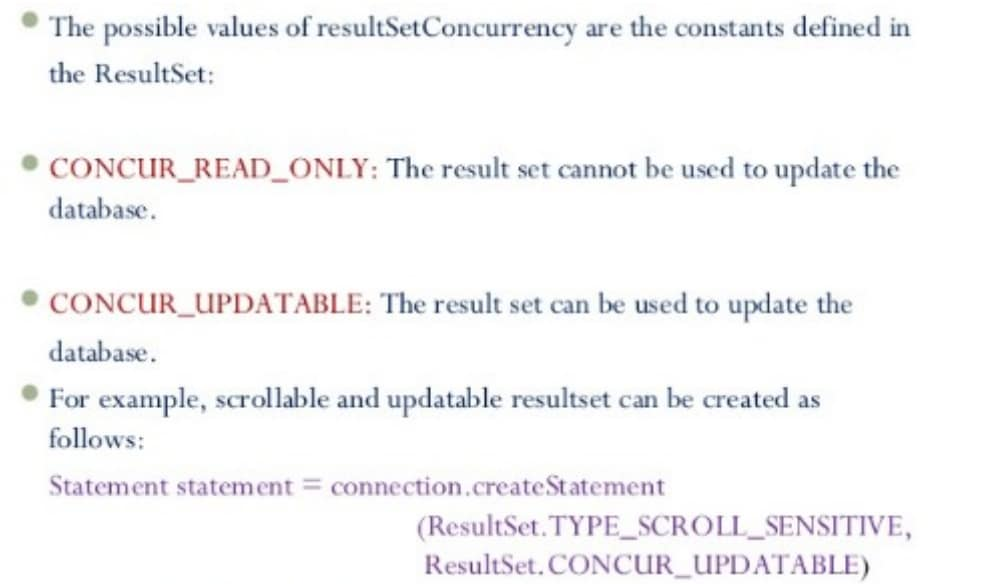 • The possible values of resultSetConcurrency are the constants defined in
the ResultSet:
• CONCUR_READ_ONLY: The result set cannot be used to update the
database.
• CONCUR_UPDATABLE: The result set can be used to update the
database.
• For example, scrollable and updatable resultset can be created as
follows:
Statement statement = connection.createStatement
(ResultSet.TYPE_SCROLL_SENSITIVE,
ResultSet.CONCUR_UPDATABLE)